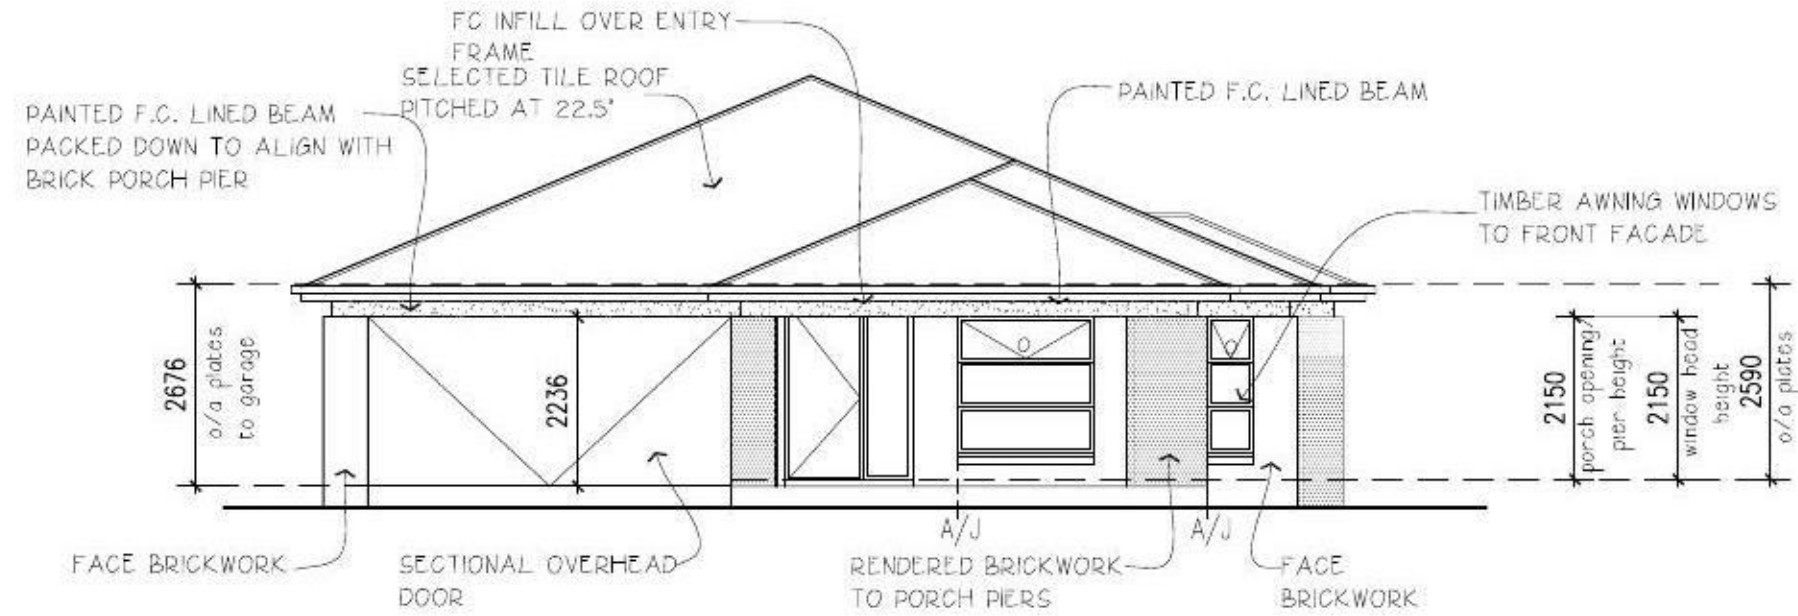 FC INFILL OVER ENTRY
FRAME
SELECTED TILE ROOF
PITCHED AT 22.5°
PAINTED F.C. LINED BEAM
PACKED DOWN TO ALIGN WITH
BRICK PORCH PIER
PAINTED F.C. LINED BEAM
TIMBER AWNING WINDOWS
TO FRONT FACADE
2676
o/a plates
to garage
2236
2150
porch opening/
pier height
2150
window head
height
2590
o/a plates
A/J
A/J
FACE BRICKWORK
SECTIONAL OVERHEAD
DOOR
RENDERED BRICKWORK
TO PORCH PIERS
FACE
BRICKWORK